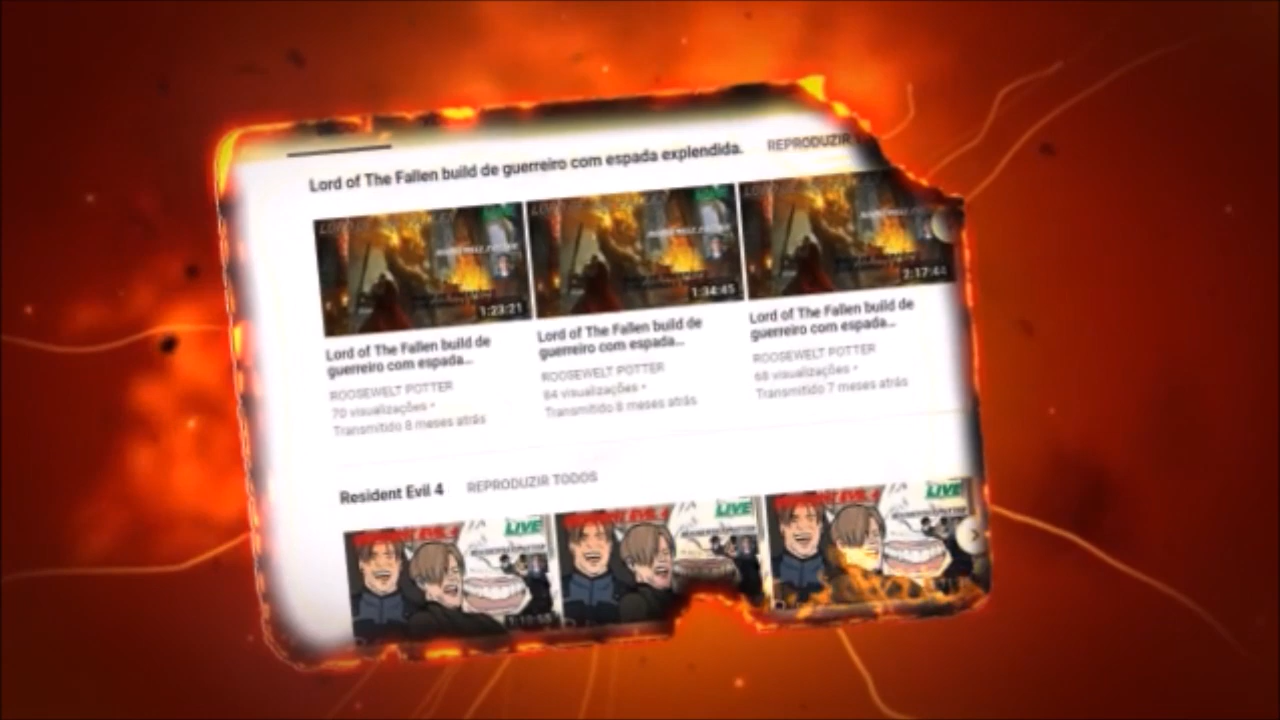 Lord of The Fallen build de guerreiro com espada explendida.
REPRODUZIR
1:23:21
1:34:45
2:17:44
Lord of The Fallen build de
guerreiro com espada...
ROOSEWELT POTTER
70 visualizações •
Transmitido 8 meses atrás
Lord of The Fallen build de
guerreiro com espada...
ROOSEWELT POTTER
84 visualizações •
Transmitido 8 meses atrás
Lord of The Fallen build de
guerreiro com espada...
ROOSEWELT POTTER
68 visualizações •
Transmitido 7 meses atrás
Resident Evil 4
REPRODUZIR TODOS
LIVE
LIVE
LIVE